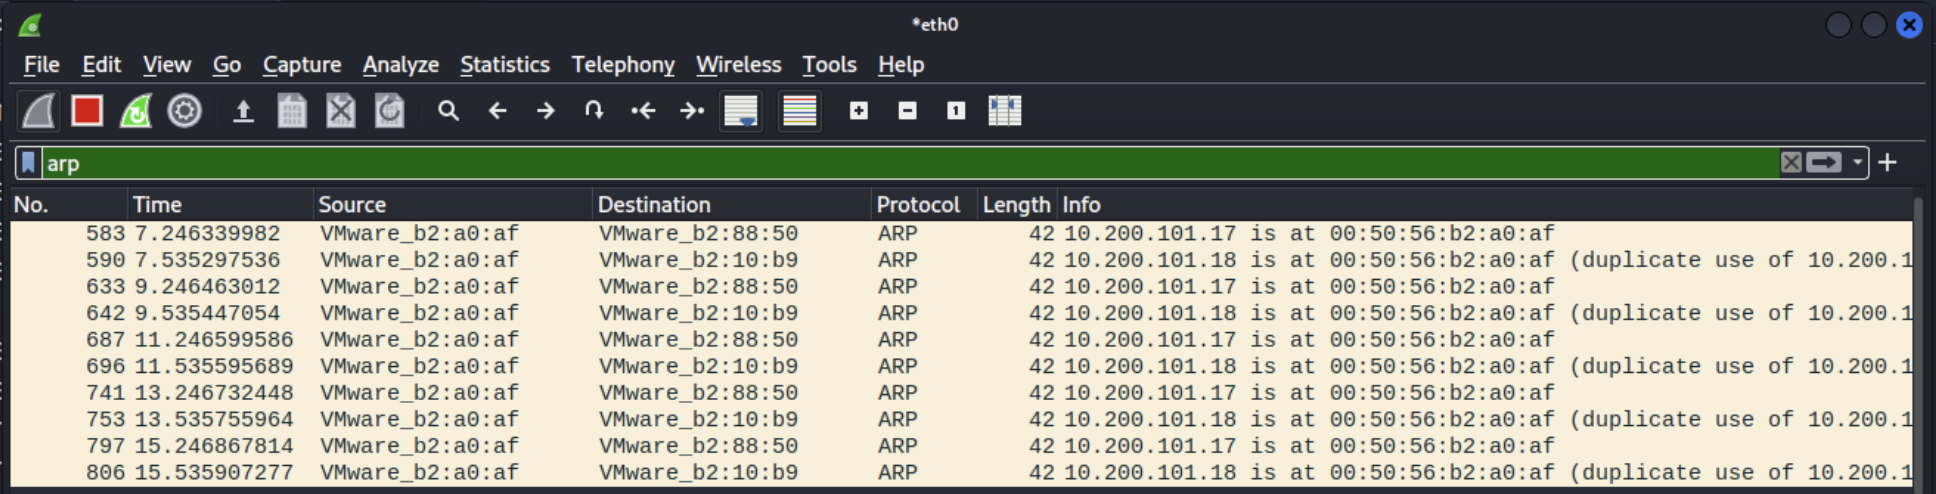 *eth0
File Edit View Go Capture Analyze Statistics Telephony Wireless Tools Help
arp
No. Time Source Destination Protocol Length Info
583 7.246339982 VMware_b2:a0:af VMware_b2:88:50 ARP 42 10.200.101.17 is at 00:50:56:b2:a0:af
590 7.535297536 VMware_b2:a0:af VMware_b2:10:b9 ARP 42 10.200.101.18 is at 00:50:56:b2:a0:af (duplicate use of 10.200.1
633 9.246463012 VMware_b2:a0:af VMware_b2:88:50 ARP 42 10.200.101.17 is at 00:50:56:b2:a0:af
642 9.535447054 VMware_b2:a0:af VMware_b2:10:b9 ARP 42 10.200.101.18 is at 00:50:56:b2:a0:af (duplicate use of 10.200.1
687 11.246599586 VMware_b2:a0:af VMware_b2:88:50 ARP 42 10.200.101.17 is at 00:50:56:b2:a0:af
696 11.535595689 VMware_b2:a0:af VMware_b2:10:b9 ARP 42 10.200.101.18 is at 00:50:56:b2:a0:af (duplicate use of 10.200.1
741 13.246732448 VMware_b2:a0:af VMware_b2:88:50 ARP 42 10.200.101.17 is at 00:50:56:b2:a0:af
753 13.535755964 VMware_b2:a0:af VMware_b2:10:b9 ARP 42 10.200.101.18 is at 00:50:56:b2:a0:af (duplicate use of 10.200.1
797 15.246867814 VMware_b2:a0:af VMware_b2:88:50 ARP 42 10.200.101.17 is at 00:50:56:b2:a0:af
806 15.535907277 VMware_b2:a0:af VMware_b2:10:b9 ARP 42 10.200.101.18 is at 00:50:56:b2:a0:af (duplicate use of 10.200.1